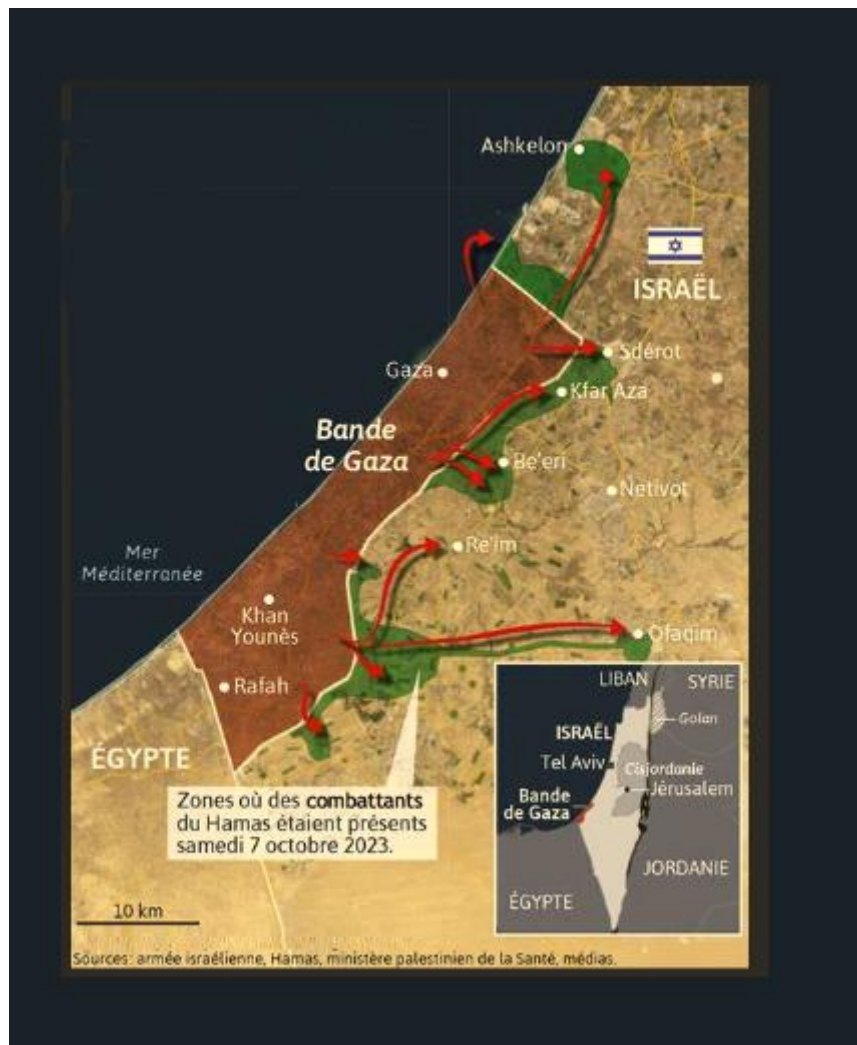 Ashkelon
ISRAËL
Sdérot
Gaza
Kfar Aza
Bande
de Gaza
Be'eri
Netivot
Re'im
Mer
Méditerranée
Khan
Younès
Ofaqim
Rafah
ÉGYPTE
Zones où des combattants
du Hamas étaient présents
samedi 7 octobre 2023.
10 km
LIBAN
SYRIE
Golan
ISRAËL
Tel Aviv
Cisjordanie
Jérusalem
Bande
de Gaza
JORDANIE
ÉGYPTE
Sources: armée israélienne, Hamas, ministère palestinien de la Santé, médias.